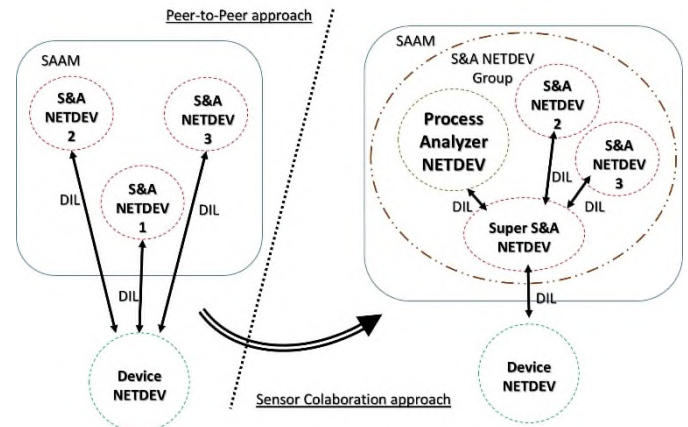 Peer-to-Peer approach
SAAM
S&A
NETDEV
2
S&A
NETDEV
3
S&A
NETDEV
1
DIL
DIL
DIL
Device
NETDEV
SAAM
S&A NETDEV
Group
S&A
NETDEV
2
Process
Analyzer
NETDEV
S&A
NETDEV
3
DIL
DIL
DIL
Super S&A
NETDEV
DIL
Device
NETDEV
Sensor Colaboration approach